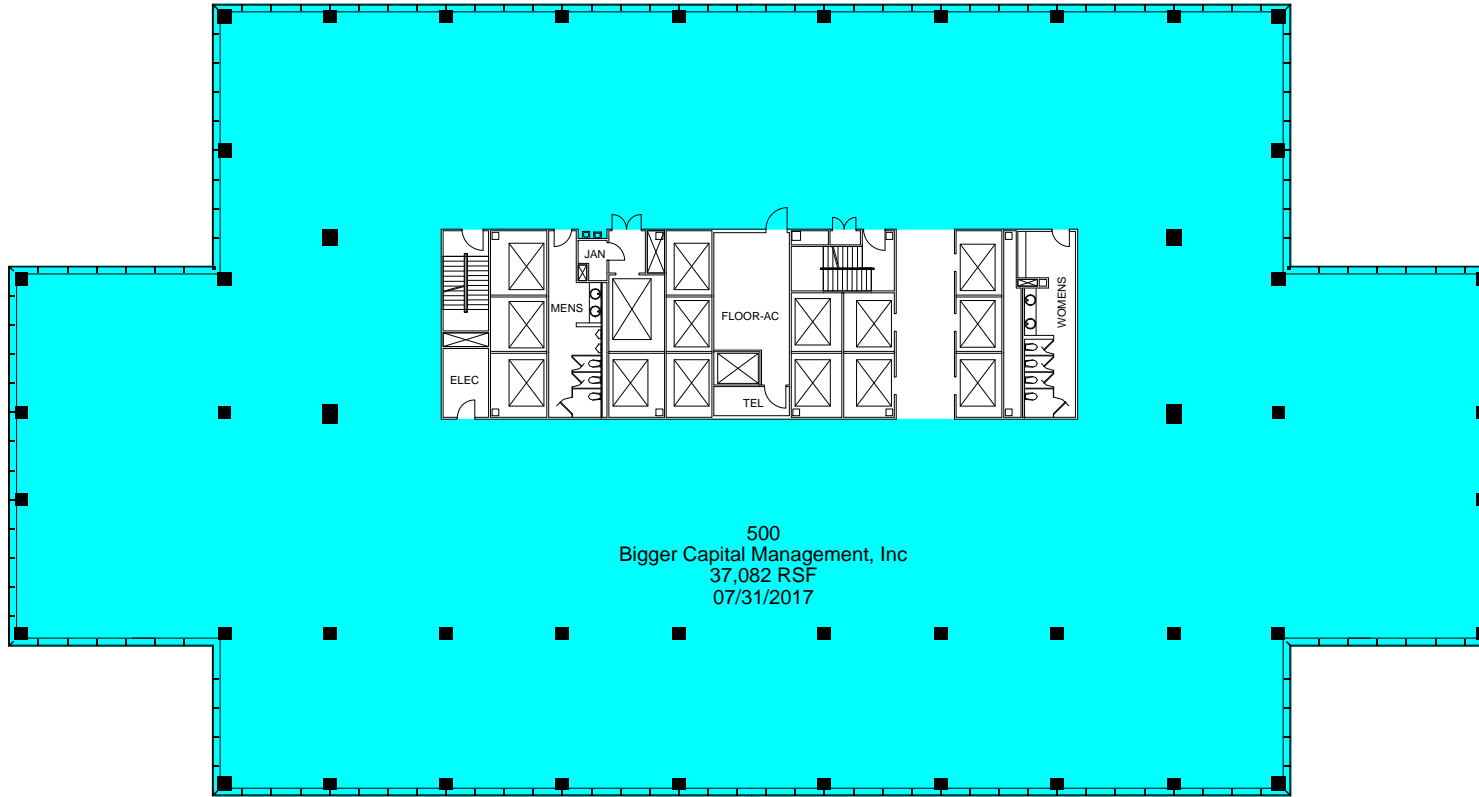 JAN
MENS
FLOOR-AC
WOMENS
ELEC
TEL
500
Bigger Capital Management, Inc
37,082 RSF
07/31/2017